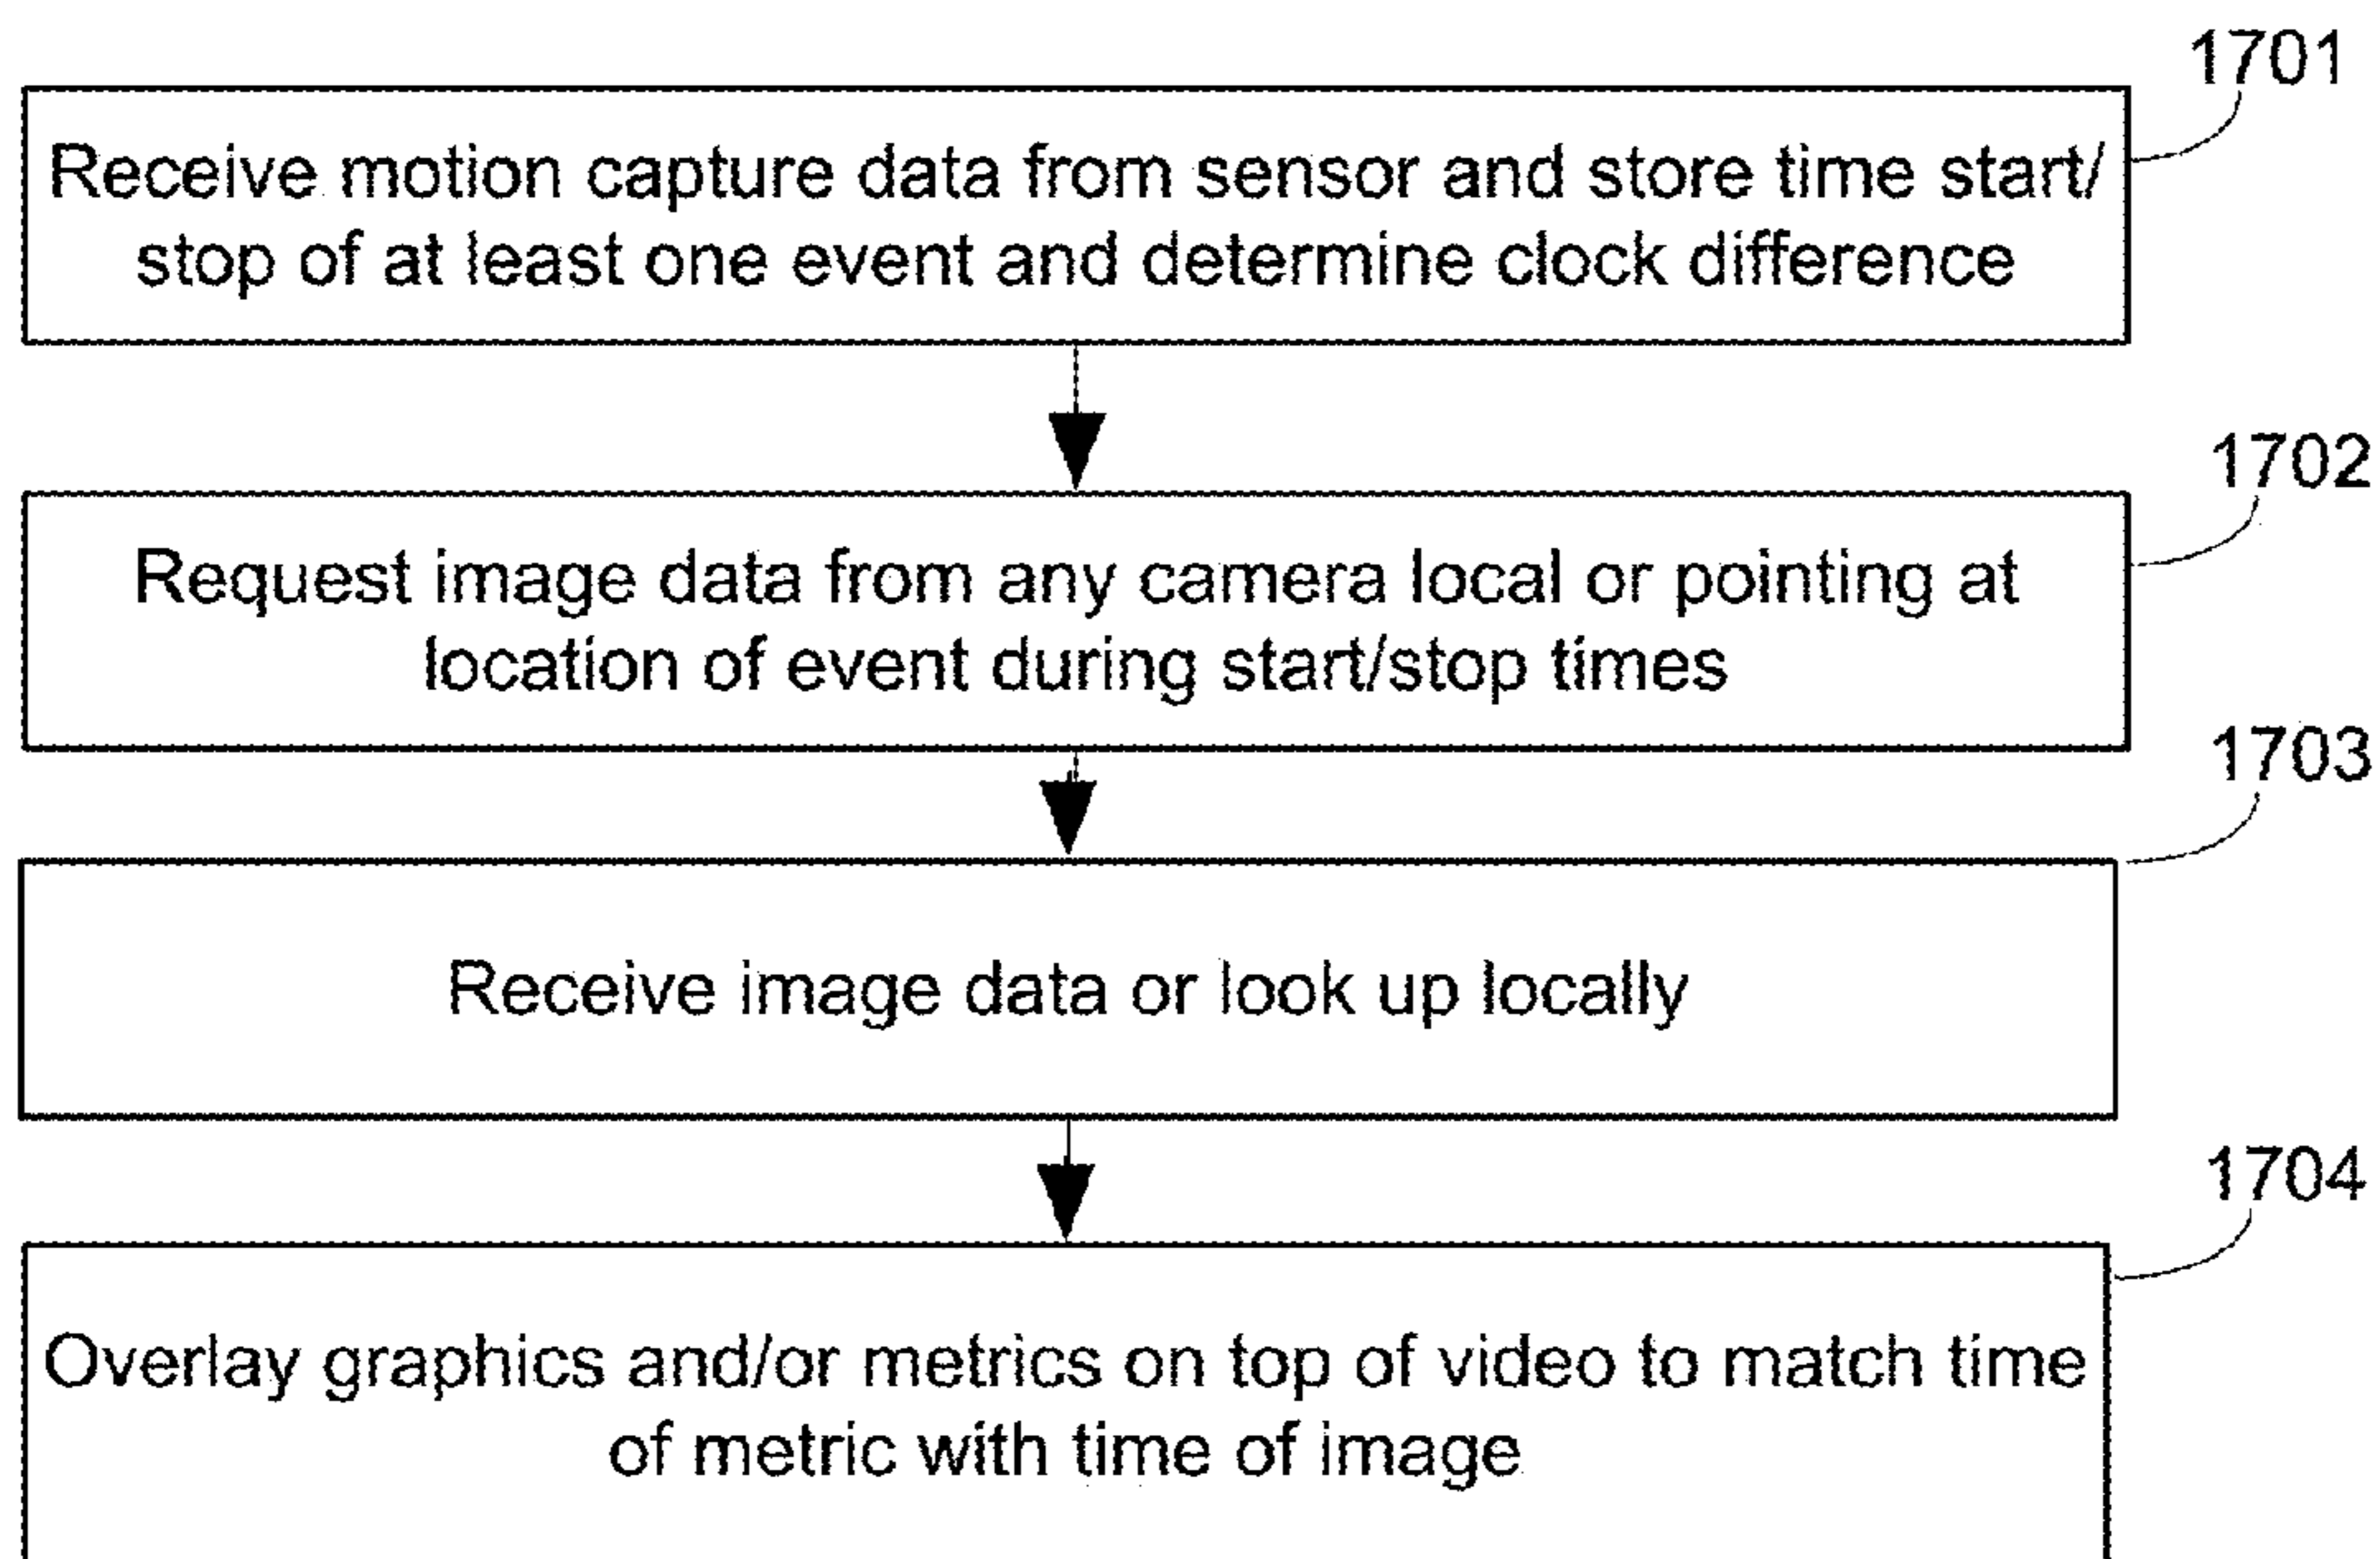 1701
Receive motion capture data from sensor and store time start/
stop of at least one event and determine clock difference
1702
Request image data from any camera local or pointing at
location of event during start/stop times
1703
Receive image data or look up locally
1704
Overlay graphics and/or metrics on top of video to match time
of metric with time of image